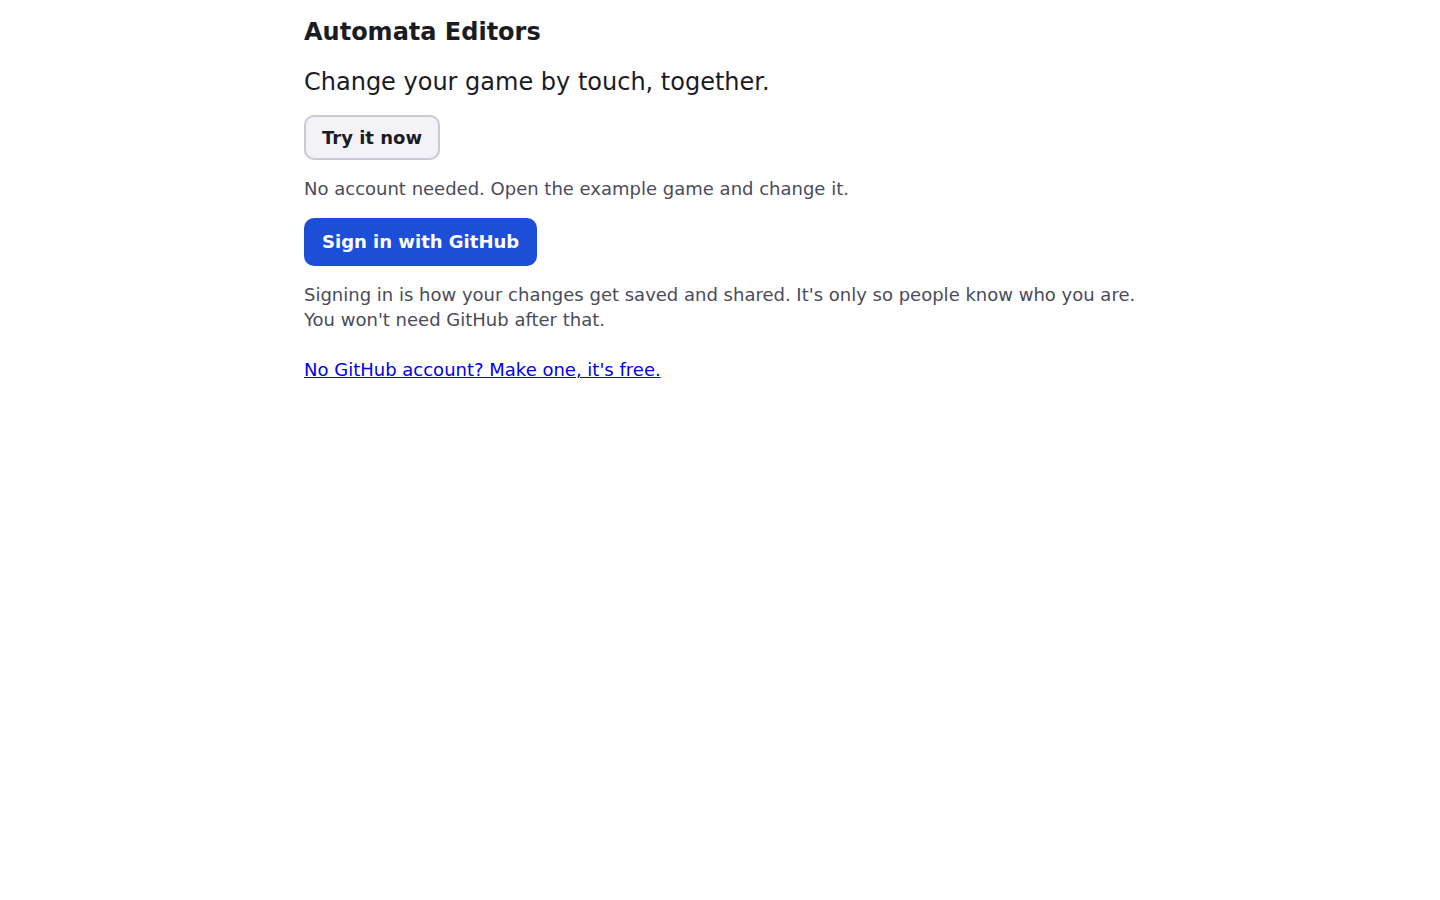 Automata Editors
Change your game by touch, together.
Try it now
No account needed. Open the example game and change it.
Sign in with GitHub
Signing in is how your changes get saved and shared. It's only so people know who you are.
You won't need GitHub after that.
No GitHub account? Make one, it's free.